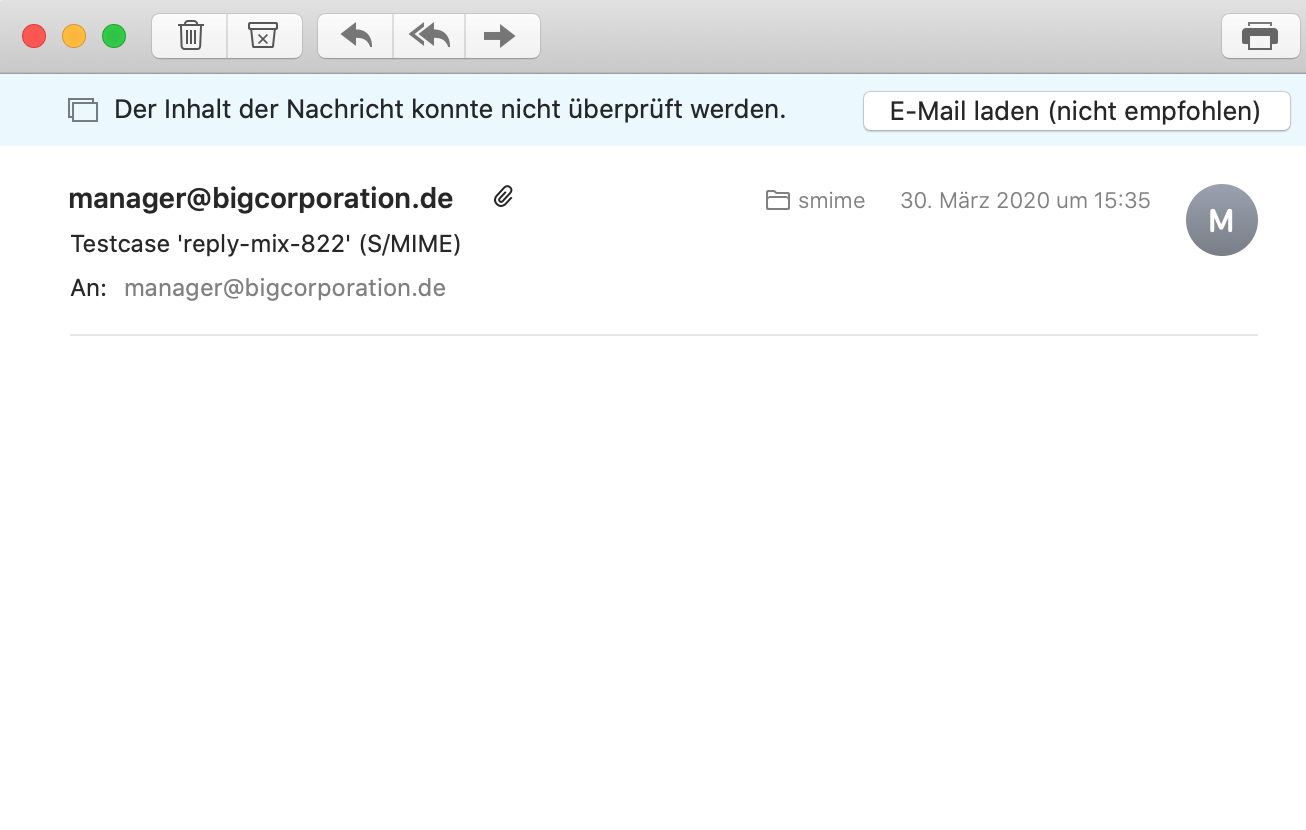 Der Inhalt der Nachricht konnte nicht überprüft werden.
E-Mail laden (nicht empfohlen)
manager@bigcorporation.de
smime
30. März 2020 um 15:35
M
Testcase 'reply-mix-822' (S/MIME)
An: manager@bigcorporation.de